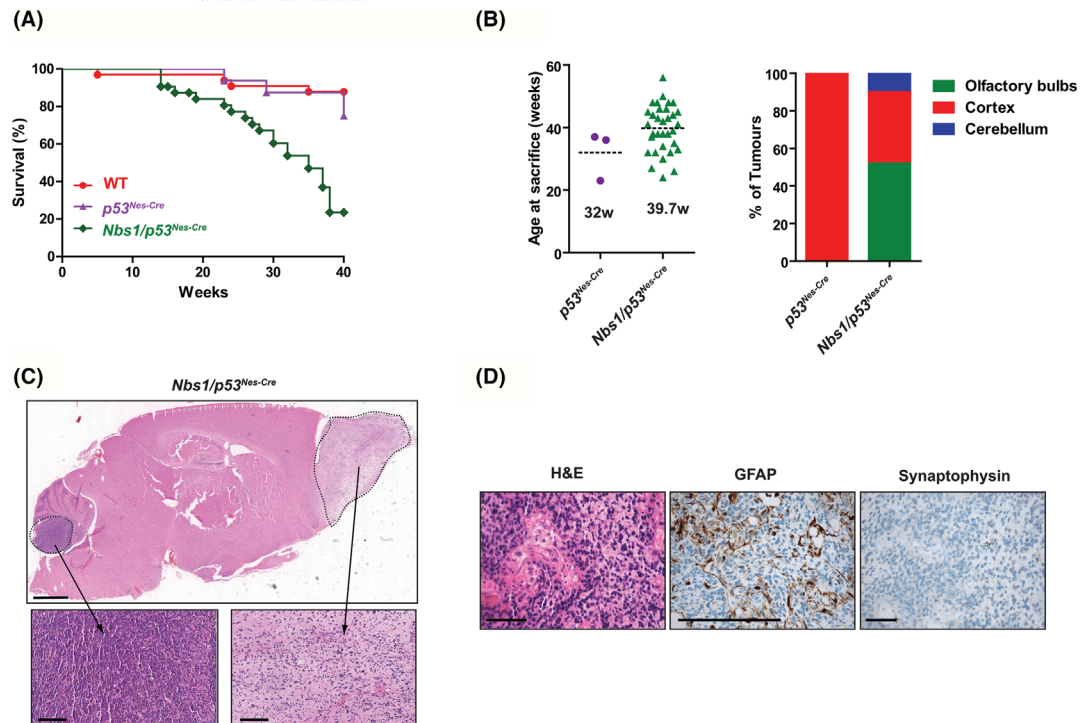 (A)
Survival (%)
100
80
60
40
20
0
WT
p53Nes-Cre
Nbs1/p53Nes-Cre
0 10 20 30 40
Weeks
(B)
Age at sacrifice (weeks)
60
40
20
0
32w
39.7w
p53Nes-Cre
Nbs1/p53Nes-Cre
% of Tumours
100
80
60
40
20
0
p53Nes-Cre
Nbs1/p53Nes-Cre
Olfactory bulbs
Cortex
Cerebellum
(C)
Nbs1/p53Nes-Cre
(D)
H&E GFAP Synaptophysin